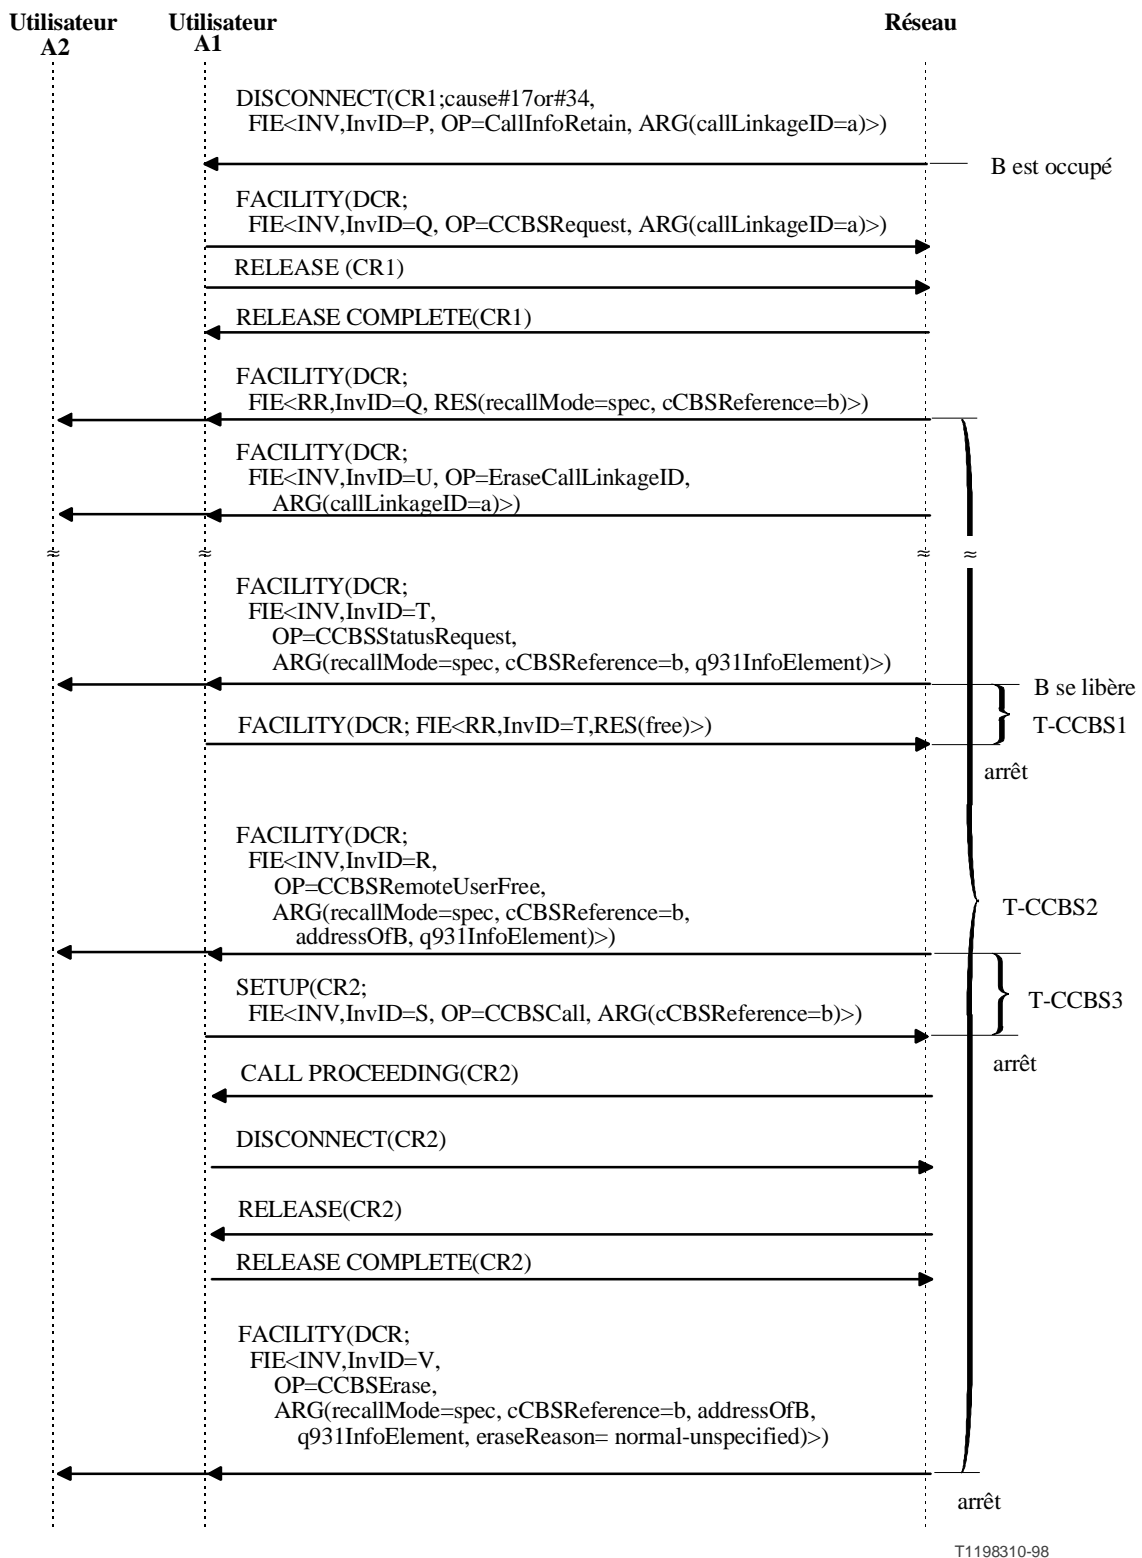 Utilisateur
A2
Utilisateur
A1
Réseau
DISCONNECT(CR1;cause#17or#34,
FIE<INV,InvID=P, OP=CallInfoRetain, ARG(callLinkageID=a)>)
B est occupé
FACILITY(DCR;
FIE<INV,InvID=Q, OP=CCBSRequest, ARG(callLinkageID=a)>)
RELEASE (CR1)
RELEASE COMPLETE(CR1)
FACILITY(DCR;
FIE<RR,InvID=Q, RES(recallMode=spec, cCBSReference=b)>)
FACILITY(DCR;
FIE<INV,InvID=U, OP=EraseCallLinkageID,
ARG(callLinkageID=a)>)
≈ ≈ ≈ ≈
FACILITY(DCR;
FIE<INV,InvID=T,
OP=CCBSStatusRequest,
ARG(recallMode=spec, cCBSReference=b, q931InfoElement)>)
B se libère
FACILITY(DCR; FIE<RR,InvID=T,RES(free)>)
T-CCBS1
arrêt
FACILITY(DCR;
FIE<INV,InvID=R,
OP=CCBSRemoteUserFree,
ARG(recallMode=spec, cCBSReference=b,
addressOfB, q931InfoElement)>)
T-CCBS2
SETUP(CR2;
FIE<INV,InvID=S, OP=CCBSCall, ARG(cCBSReference=b)>)
T-CCBS3
arrêt
CALL PROCEEDING(CR2)
DISCONNECT(CR2)
RELEASE(CR2)
RELEASE COMPLETE(CR2)
FACILITY(DCR;
FIE<INV,InvID=V,
OP=CCBSErase,
ARG(recallMode=spec, cCBSReference=b, addressOfB,
q931InfoElement, eraseReason= normal-unspecified)>)
arrêt
T1198310-98